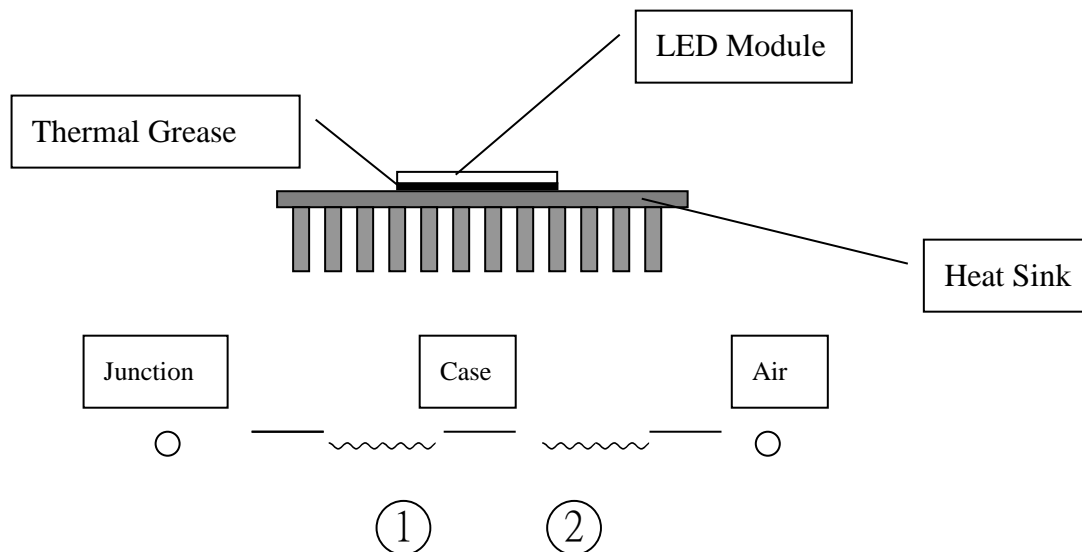 LED Module
Thermal Grease
Heat Sink
Junction
Case
Air
1
2